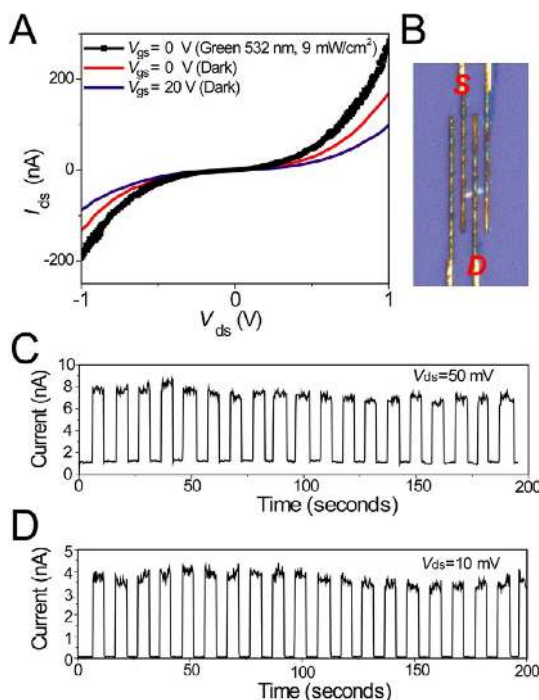 A
B
V_gs= 0 V (Green 532 nm, 9 mW/cm²)
V_gs= 0 V (Dark)
V_gs= 20 V (Dark)
200
0
-200
I_ds (nA)
-1
0
1
V_ds (V)
S
D
C
Vds=50 mV
10
8
6
4
2
0
Current (nA)
0
50
100
150
200
Time (seconds)
D
Vds=10 mV
5
4
3
2
1
0
Current (nA)
0
50
100
150
200
Time (seconds)